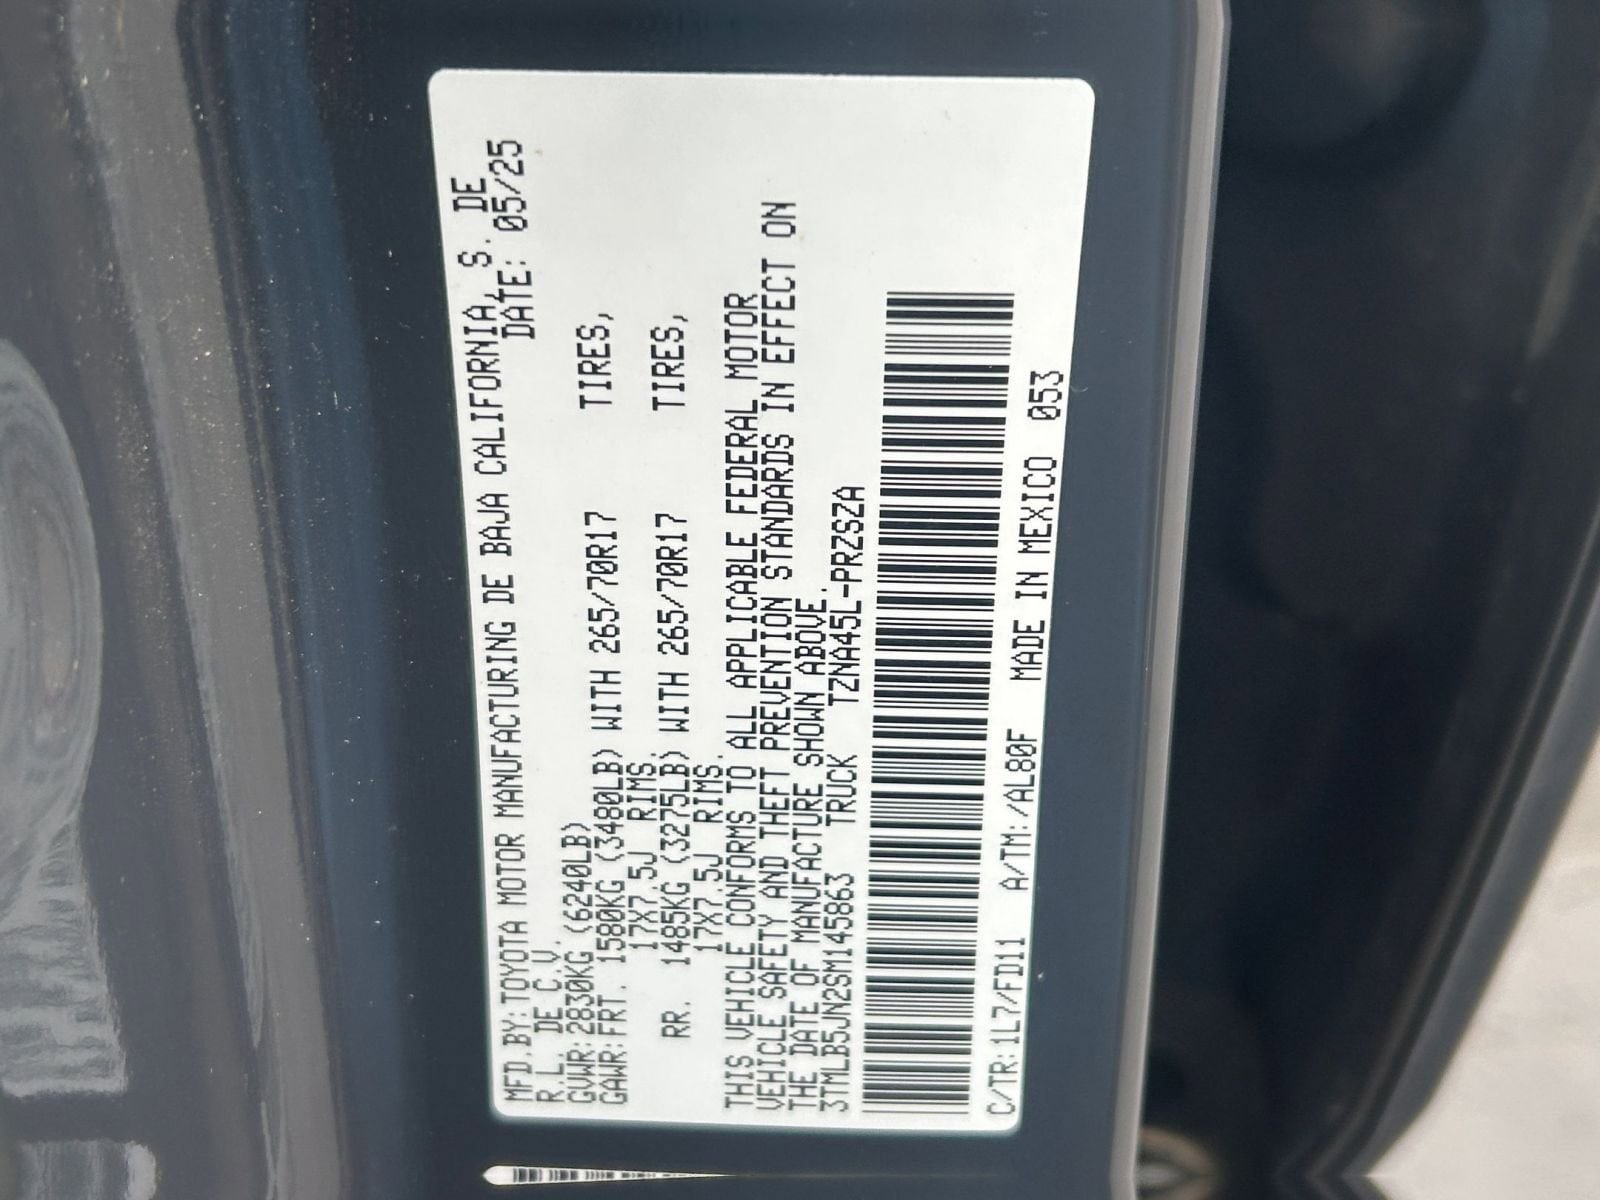 MFD.BY:TOYOTA MOTOR MANUFACTURING DE BAJA CALIFORNIA, S. DE
R.L. DE C.V. DATE: 05/25
GVWR:2830KG (6240LB)
GAWR:FRT. 1580KG (3480LB) WITH 265/70R17 TIRES,
17X7.5J RIMS.
RR. 1485KG (3275LB) WITH 265/70R17 TIRES,
17X7.5J RIMS.
THIS VEHICLE CONFORMS TO ALL APPLICABLE FEDERAL MOTOR
VEHICLE SAFETY AND THEFT PREVENTION STANDARDS IN EFFECT ON
THE DATE OF MANUFACTURE SHOWN ABOVE.
3TMLB5JN2SM145863 TRUCK TZNA45L-PRZSZA
C/TR:1L7/FD11 A/TM:/AL80F MADE IN MEXICO 053